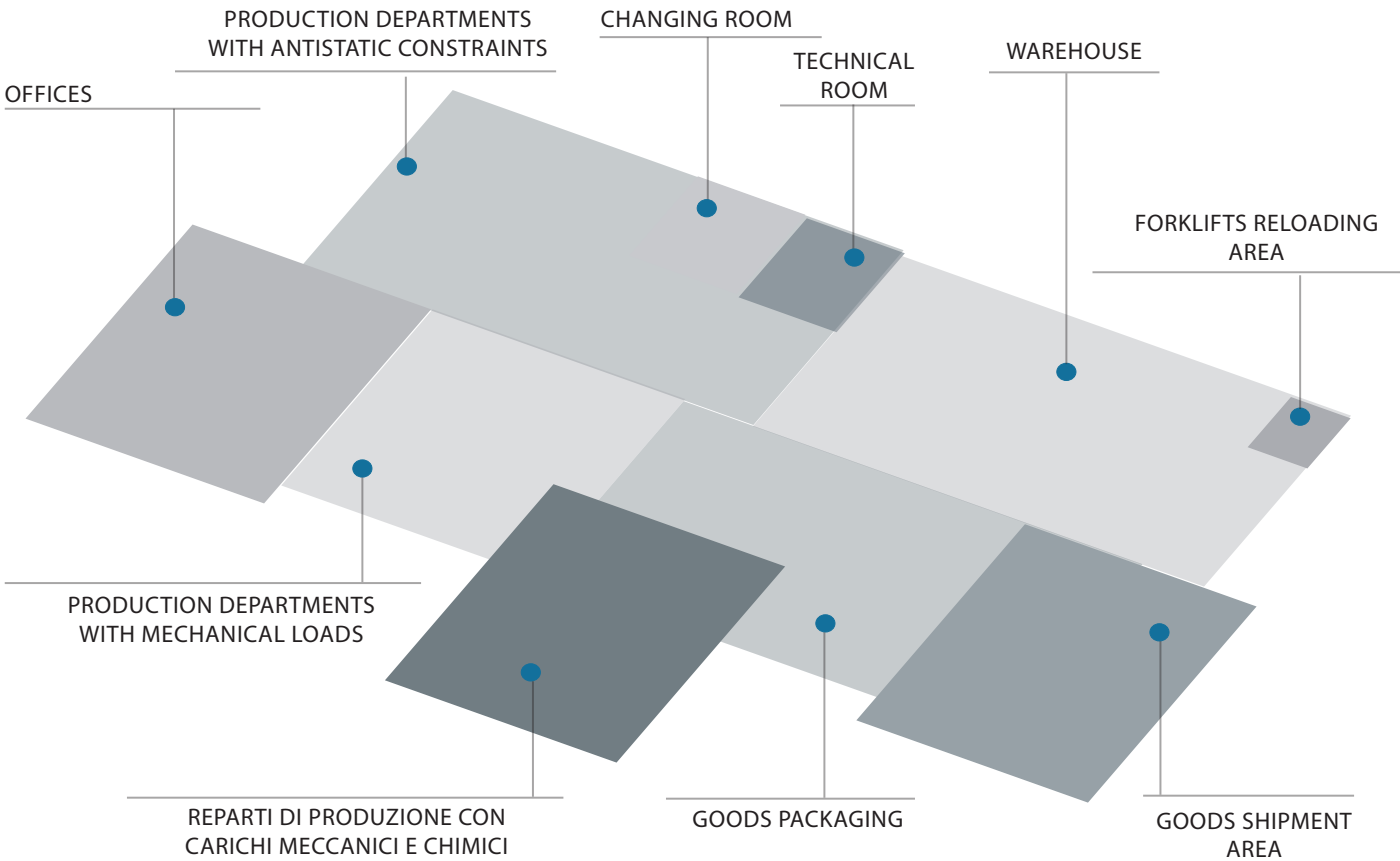 PRODUCTION DEPARTMENTS
WITH ANTISTATIC CONSTRAINTS
CHANGING ROOM
TECHNICAL
ROOM
WAREHOUSE
OFFICES
FORKLIFTS RELOADING
AREA
PRODUCTION DEPARTMENTS
WITH MECHANICAL LOADS
REPARTI DI PRODUZIONE CON
CARICHI MECCANICI E CHIMICI
GOODS PACKAGING
GOODS SHIPMENT
AREA